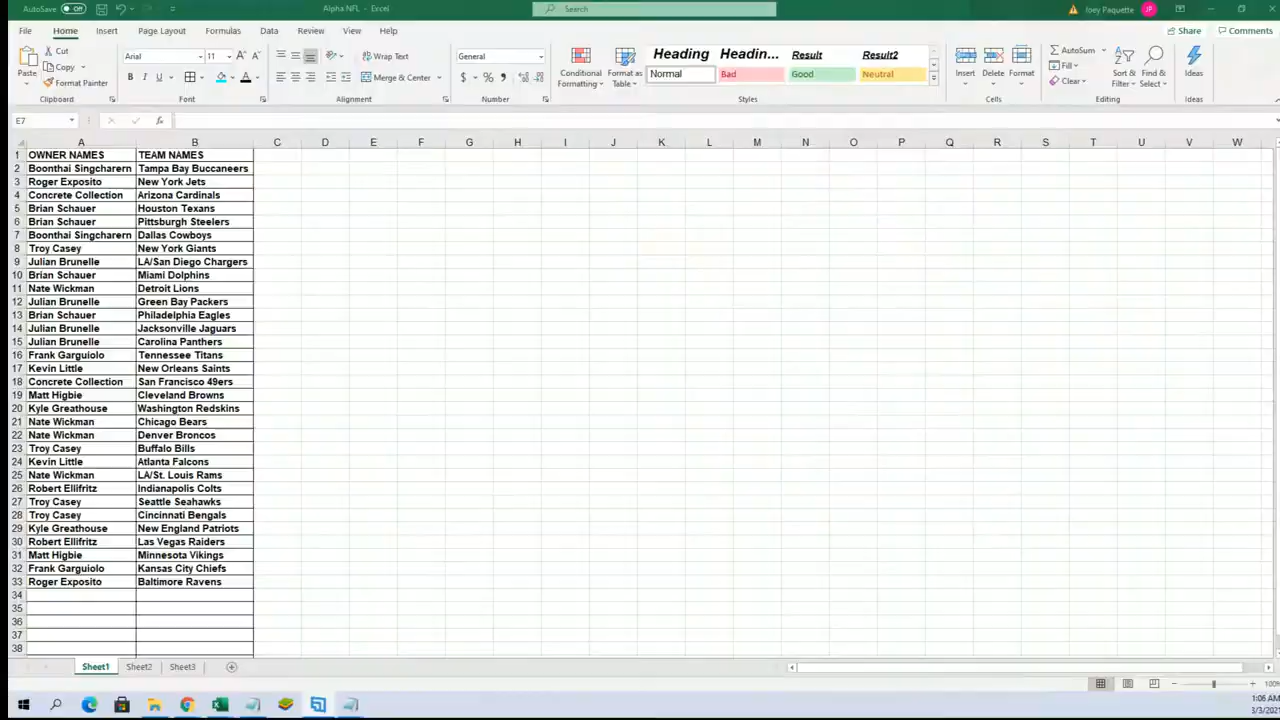 AutoSave Off Alpha NFL - Excel Search Joey Paquette JP
File Home Insert Page Layout Formulas Data Review View Help Share Comments
Cut Copy Format Painter Paste Clipboard
Arial 11 A A B I U A Font
Wrap Text Merge & Center Alignment
General $ % Number
Conditional Formatting Format as Table
Heading Headin... Result Result2
Normal Bad Good Neutral
Styles
Insert Delete Format Cells
AutoSum Fill Clear Sort & Filter Find & Select Editing
Ideas Ideas
E7 fx
A B C D E F G H I J K L M N O P Q R S T U V W
1 OWNER NAMES TEAM NAMES
2 Boonthai Singcharern Tampa Bay Buccaneers
3 Roger Exposito New York Jets
4 Concrete Collection Arizona Cardinals
5 Brian Schauer Houston Texans
6 Brian Schauer Pittsburgh Steelers
7 Boonthai Singcharern Dallas Cowboys
8 Troy Casey New York Giants
9 Julian Brunelle LA/San Diego Chargers
10 Brian Schauer Miami Dolphins
11 Nate Wickman Detroit Lions
12 Julian Brunelle Green Bay Packers
13 Brian Schauer Philadelphia Eagles
14 Julian Brunelle Jacksonville Jaguars
15 Julian Brunelle Carolina Panthers
16 Frank Garguiolo Tennessee Titans
17 Kevin Little New Orleans Saints
18 Concrete Collection San Francisco 49ers
19 Matt Higbie Cleveland Browns
20 Kyle Greathouse Washington Redskins
21 Nate Wickman Chicago Bears
22 Nate Wickman Denver Broncos
23 Troy Casey Buffalo Bills
24 Kevin Little Atlanta Falcons
25 Nate Wickman LA/St. Louis Rams
26 Robert Ellifritz Indianapolis Colts
27 Troy Casey Seattle Seahawks
28 Troy Casey Cincinnati Bengals
29 Kyle Greathouse New England Patriots
30 Robert Ellifritz Las Vegas Raiders
31 Matt Higbie Minnesota Vikings
32 Frank Garguiolo Kansas City Chiefs
33 Roger Exposito Baltimore Ravens
34
35
36
37
38
Sheet1 Sheet2 Sheet3
100%
1:06 AM
3/3/202